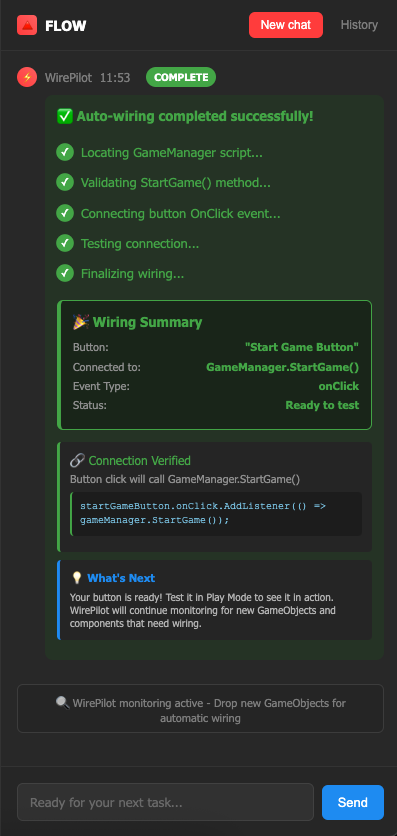 FLOW
New chat
History
WirePilot 11:53 COMPLETE
Auto-wiring completed successfully!
Locating GameManager script...
Validating StartGame() method...
Connecting button OnClick event...
Testing connection...
Finalizing wiring...
Wiring Summary
Button: "Start Game Button"
Connected to: GameManager.StartGame()
Event Type: onClick
Status: Ready to test
Connection Verified
Button click will call GameManager.StartGame()
startGameButton.onClick.AddListener(() =>
gameManager.StartGame());
What's Next
Your button is ready! Test it in Play Mode to see it in action.
WirePilot will continue monitoring for new GameObjects and
components that need wiring.
WirePilot monitoring active - Drop new GameObjects for
automatic wiring
Ready for your next task...
Send